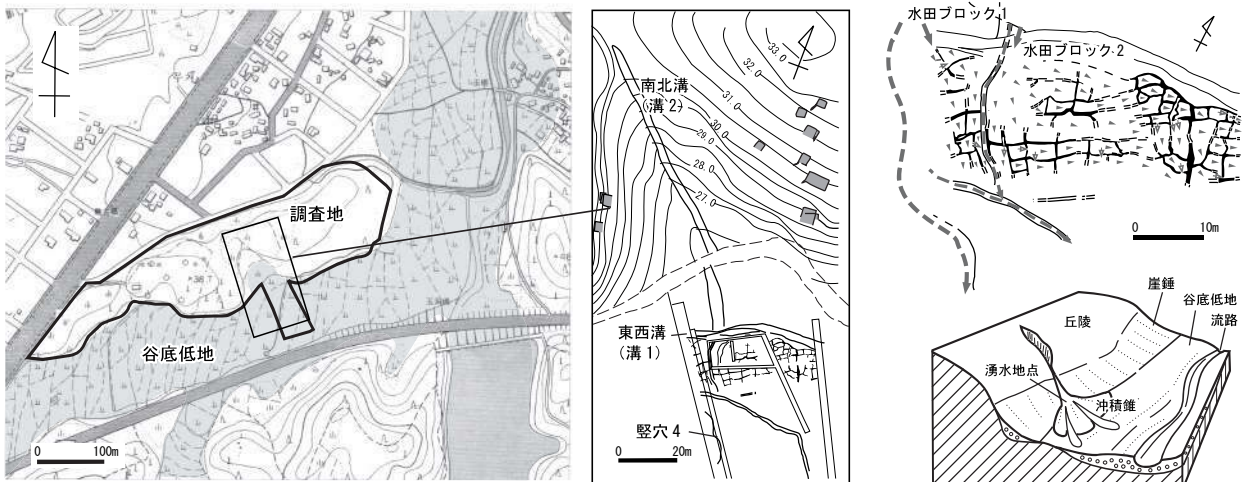 調査地
谷底低地
0 100m
33.0
32.0
31.0
30.0
29.0
28.0
27.0
南北溝
(溝2)
東西溝
(溝1)
竪穴4
0 20m
水田ブロック1
水田ブロック2
0 10m
崖錘
谷底低地
流路
丘陵
湧水地点
沖積錐